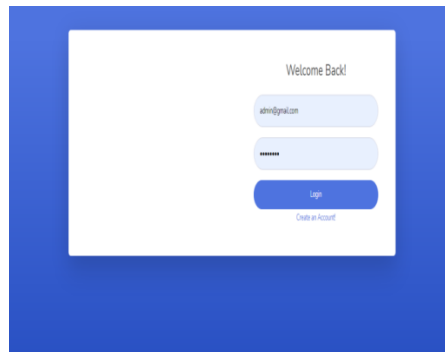 Welcome Back!
admin@gmail.com
••••••••
Login
Create an Account!